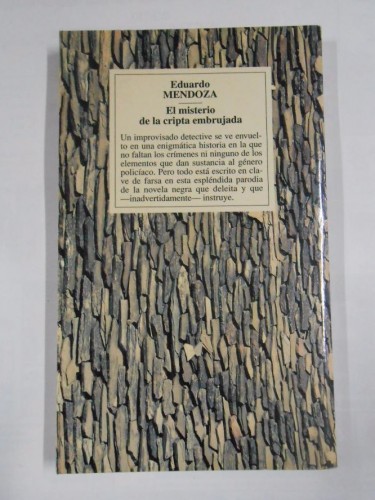 Eduardo
MENDOZA
El misterio
de la cripta embrujada
Un improvisado detective se ve envuel-
to en una enigmática historia en la que
no faltan los crímenes ni ninguno de los
elementos que dan sustancia al género
policíaco. Pero todo está escrito en cla-
ve de farsa en esta espléndida parodia
de la novela negra que deleita y que
—inadvertidamente— instruye.